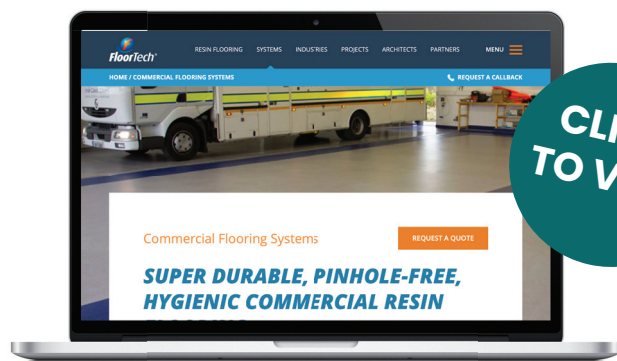 FloorTech®
RESIN FLOORING SYSTEMS INDUSTRIES PROJECTS ARCHITECTS PARTNERS MENU
HOME / COMMERCIAL FLOORING SYSTEMS REQUEST A CALLBACK
Commercial Flooring Systems
REQUEST A QUOTE
SUPER DURABLE, PINHOLE-FREE,
HYGIENIC COMMERCIAL RESIN
TO